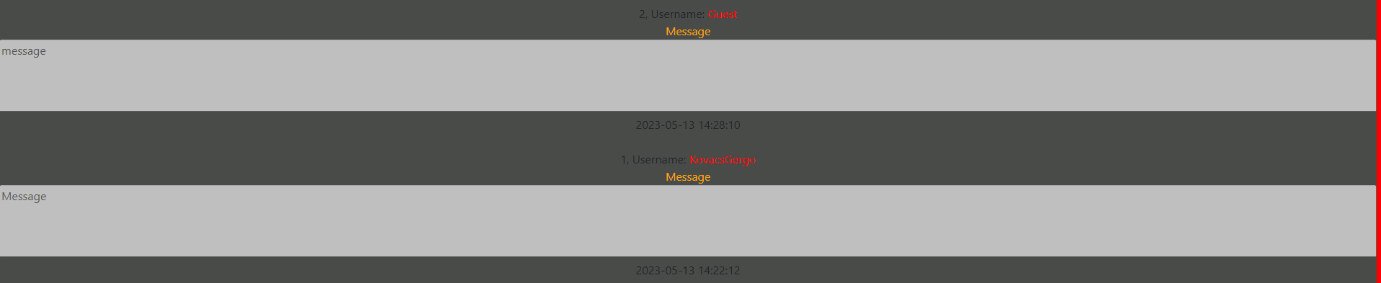 2, Username: Guest
Message
message
2023-05-13 14:28:10
1, Username: KovacsGergo
Message
Message
2023-05-13 14:22:12